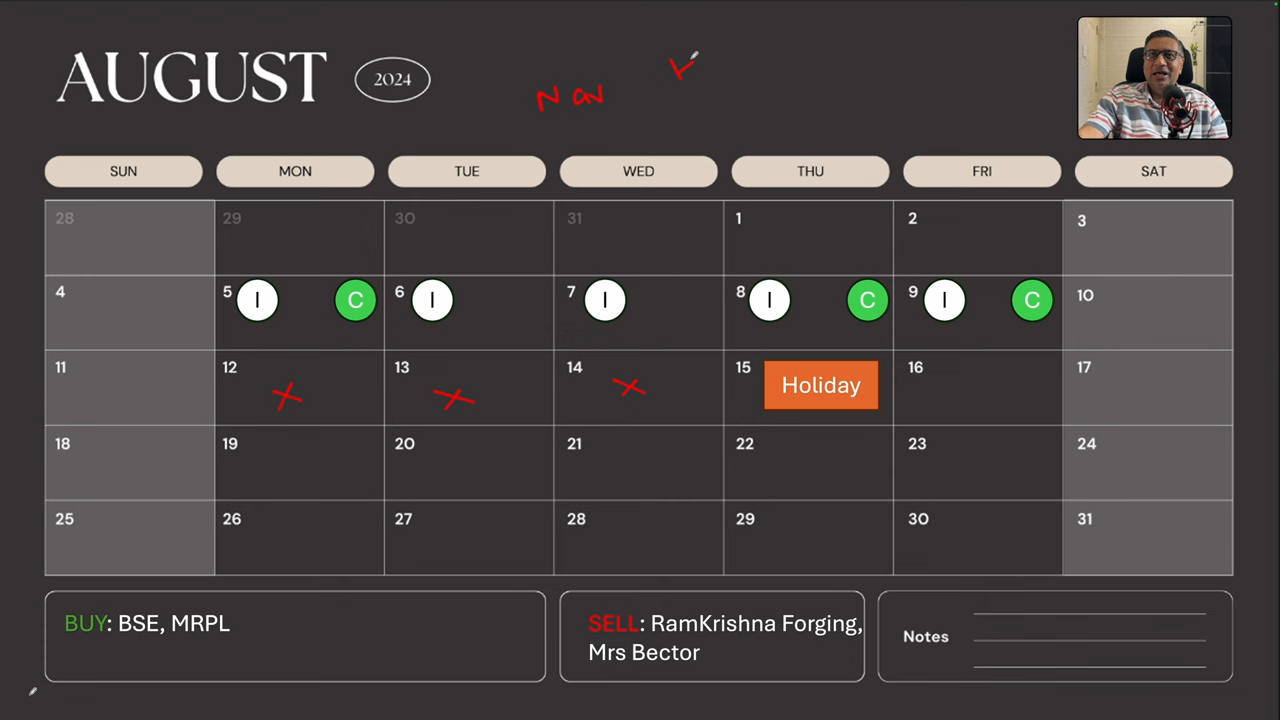 AUGUST
2024
Nov
SUN MON TUE WED THU FRI SAT
28 29 30 31 1 2 3
4 5 I C 6 I 7 I 8 I C 9 I C 10
11 12 13 14 15 Holiday 16 17
18 19 20 21 22 23 24
25 26 27 28 29 30 31
BUY: BSE, MRPL
SELL: RamKrishna Forging,
Mrs Bector
Notes